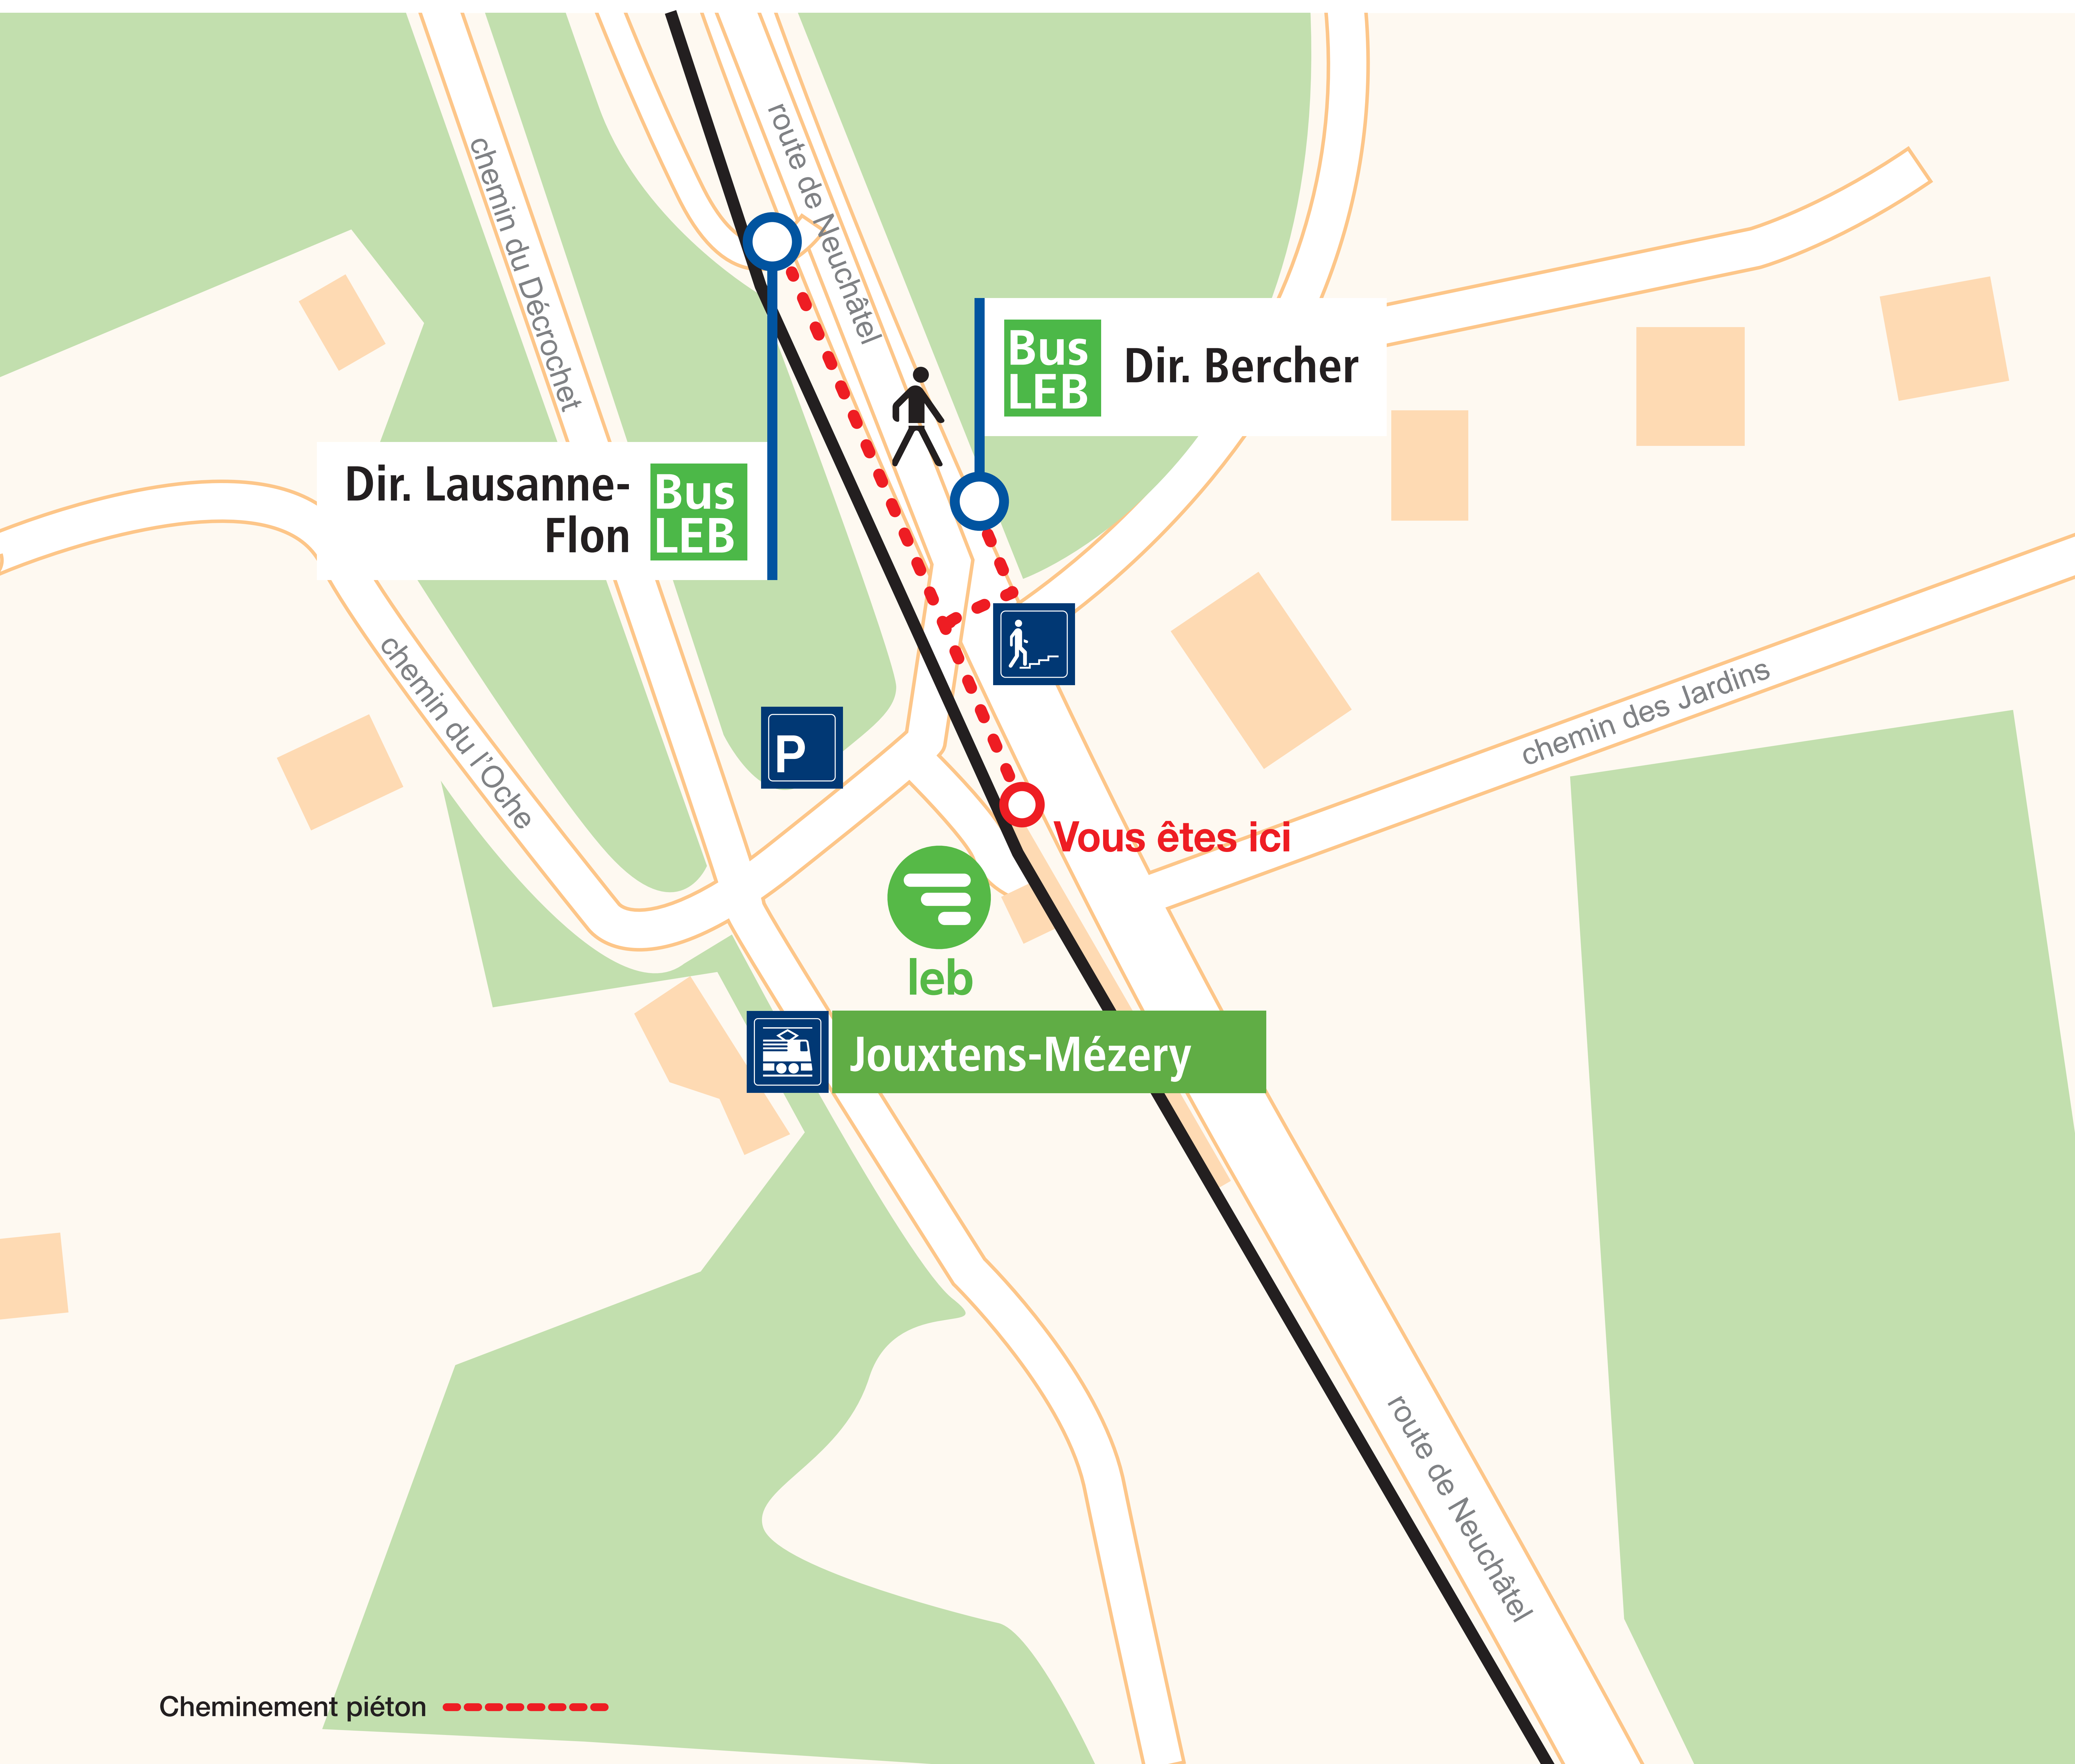 route de Neuchâtel
chemin du Décrochet
Bus
LEB
Dir. Bercher
Dir. Lausanne-
Flon
Bus
LEB
chemin du l'Oche
P
chemin des Jardins
Vous êtes ici
leb
Jouxtens-Mézery
route de Neuchâtel
Cheminement piéton